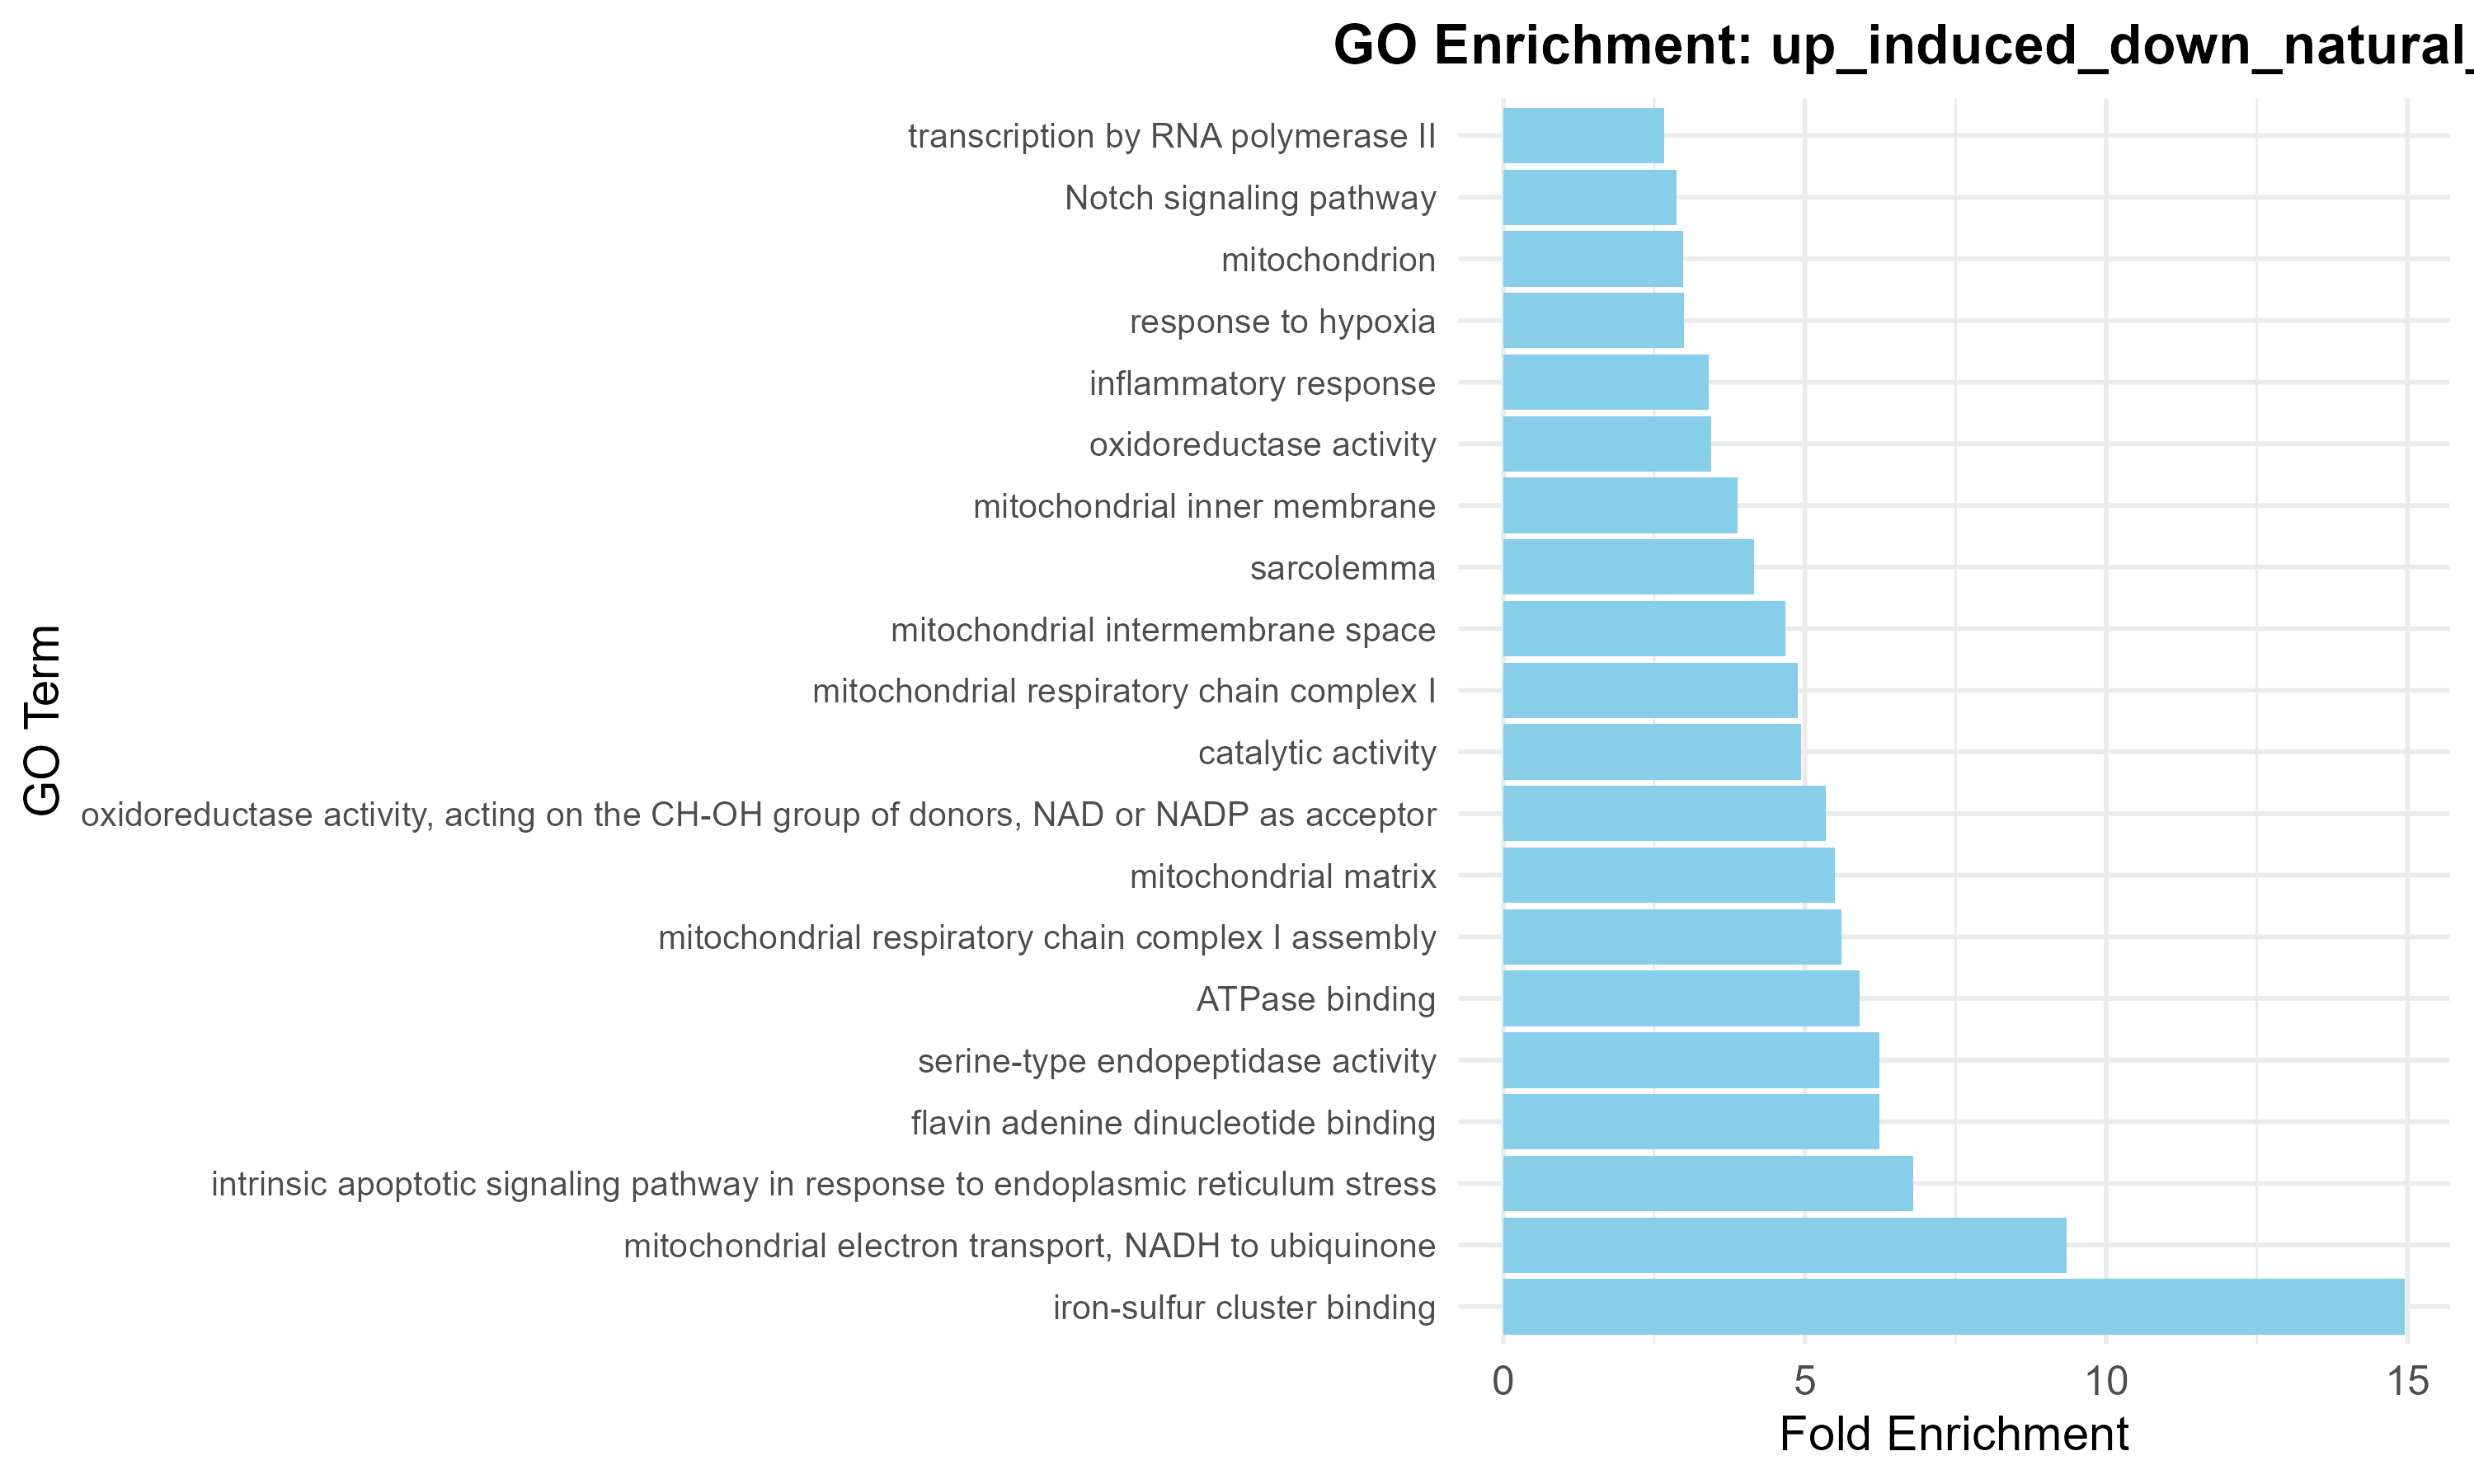 GO Enrichment: up_induced_down_natural_
transcription by RNA polymerase II
Notch signaling pathway
mitochondrion
response to hypoxia
inflammatory response
oxidoreductase activity
mitochondrial inner membrane
sarcolemma
mitochondrial intermembrane space
mitochondrial respiratory chain complex I
catalytic activity
oxidoreductase activity, acting on the CH-OH group of donors, NAD or NADP as acceptor
mitochondrial matrix
mitochondrial respiratory chain complex I assembly
ATPase binding
serine-type endopeptidase activity
flavin adenine dinucleotide binding
intrinsic apoptotic signaling pathway in response to endoplasmic reticulum stress
mitochondrial electron transport, NADH to ubiquinone
iron-sulfur cluster binding
GO Term
0 5 10 15
Fold Enrichment